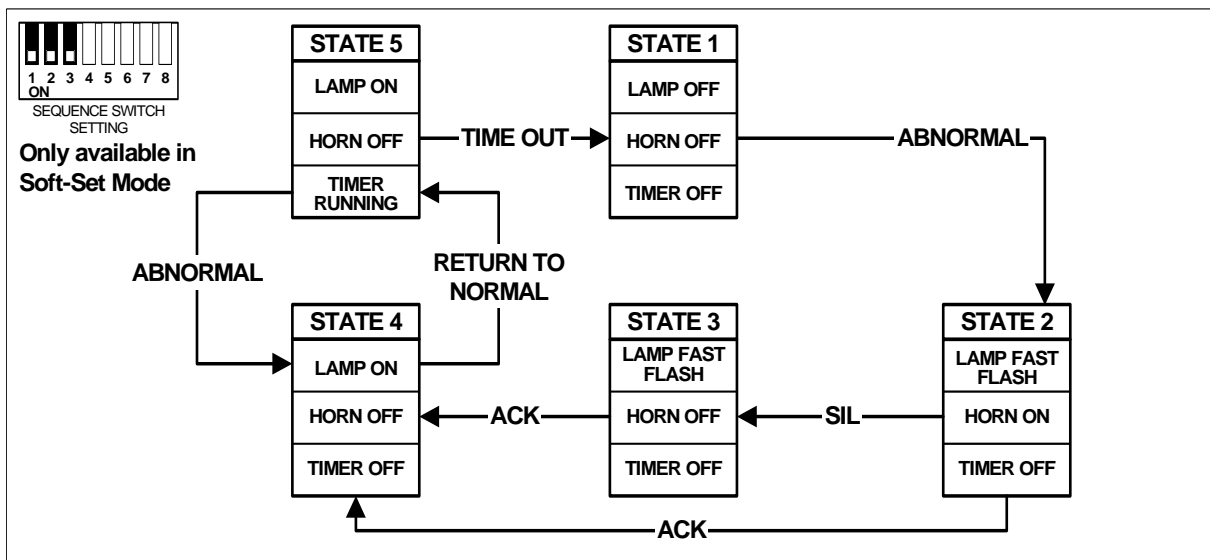 1 2 3 4 5 6 7 8
ON
SEQUENCE SWITCH
SETTING
Only available in
Soft-Set Mode
STATE 5
LAMP ON
HORN OFF
TIMER
RUNNING
TIME OUT
STATE 1
LAMP OFF
HORN OFF
TIMER OFF
ABNORMAL
ABNORMAL
RETURN TO
NORMAL
STATE 4
LAMP ON
HORN OFF
TIMER OFF
ACK
STATE 3
LAMP FAST
FLASH
HORN OFF
TIMER OFF
SIL
STATE 2
LAMP FAST
FLASH
HORN ON
TIMER OFF
ACK